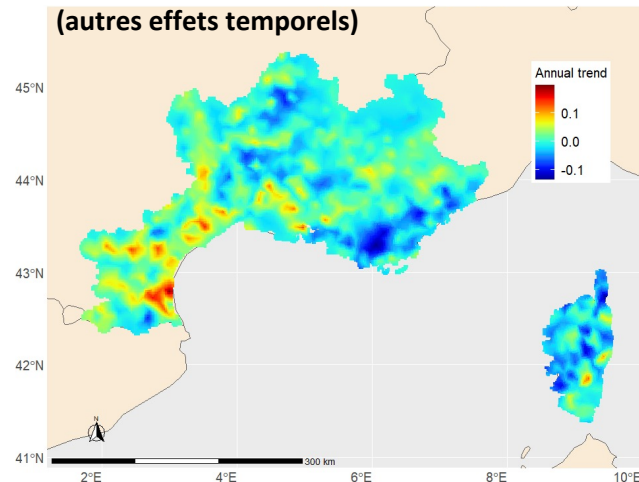 (autres effets temporels)
45°N
44°N
43°N
42°N
41°N
Annual trend
0.1
0.0
-0.1
N
300 km
2°E
4°E
6°E
8°E
10°E